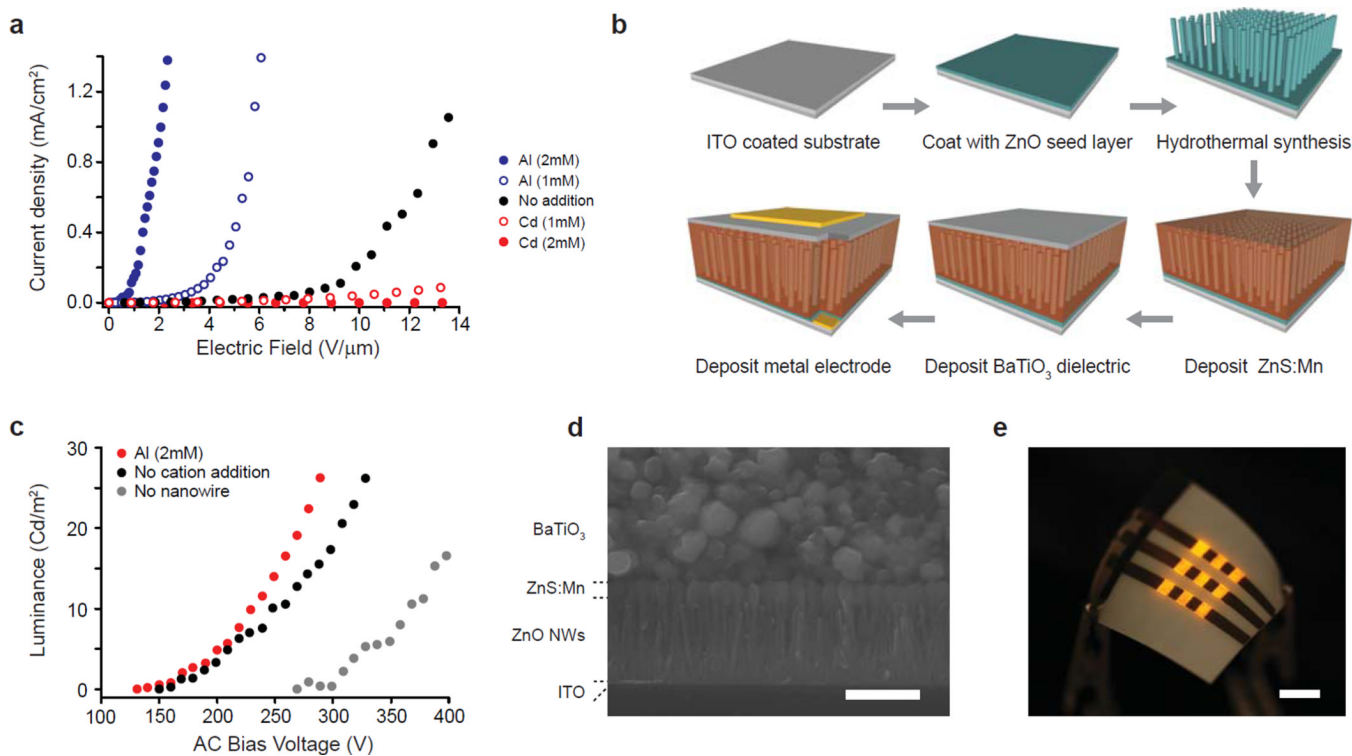 a
1.2
0.8
0.4
0.0
0
2
4
6
8
10
12
14
Current density (mA/cm²)
Electric Field (V/μm)
Al (2mM)
Al (1mM)
No addition
Cd (1mM)
Cd (2mM)
b
ITO coated substrate
Coat with ZnO seed layer
Hydrothermal synthesis
Deposit metal electrode
Deposit BaTiO₃ dielectric
Deposit ZnS:Mn
c
30
20
10
0
100
150
200
250
300
350
400
Luminance (Cd/m²)
AC Bias Voltage (V)
Al (2mM)
No cation addition
No nanowire
d
BaTiO₃
ZnS:Mn
ZnO NWs
ITO
e